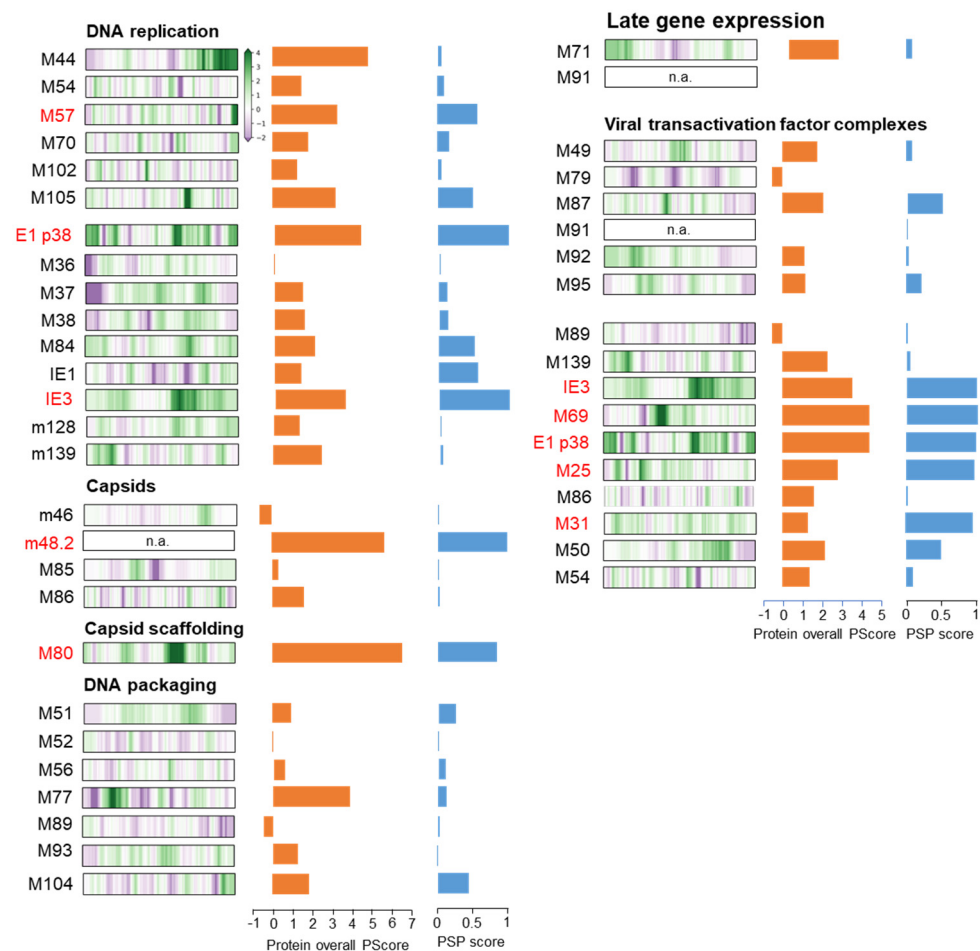 DNA replication
M44
4
3
2
1
0
−1
−2
M54
M57
M70
M102
M105
E1 p38
M36
M37
M38
M84
IE1
IE3
m128
m139
Capsids
m46
m48.2
n.a.
M85
M86
Capsid scaffolding
M80
DNA packaging
M51
M52
M56
M77
M89
M93
M104
-1 0 1 2 3 4 5 6 7
Protein overall PScore
0 0.5 1
PSP score
Late gene expression
M71
M91
n.a.
Viral transactivation factor complexes
M49
M79
M87
M91
n.a.
M92
M95
M89
M139
IE3
M69
E1 p38
M25
M86
M31
M50
M54
-1 0 1 2 3 4 5
Protein overall PScore
0 0.5 1
PSP score